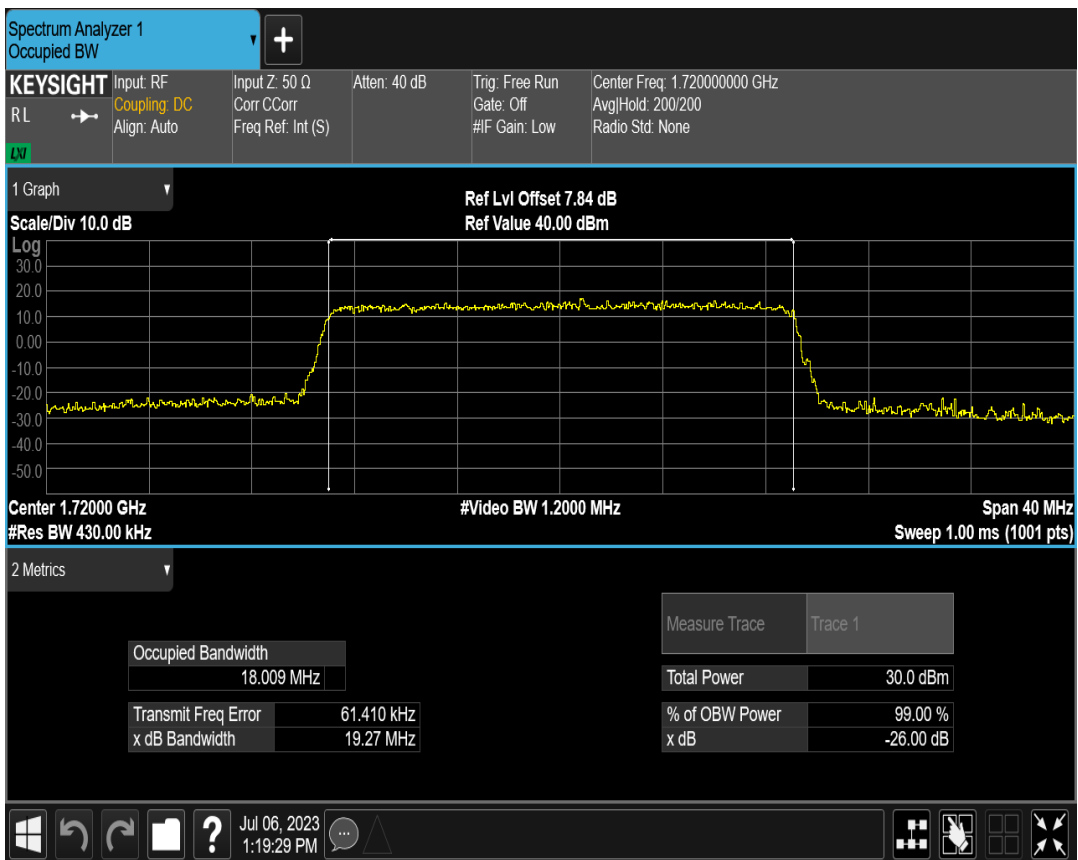 Spectrum Analyzer 1
Occupied BW
+
KEYSIGHT
RL
LXI
Input: RF
Coupling: DC
Align: Auto
Input Z: 50 Ω
Corr CCorr
Freq Ref: Int (S)
Atten: 40 dB
Trig: Free Run
Gate: Off
#IF Gain: Low
Center Freq: 1.720000000 GHz
Avg|Hold: 200/200
Radio Std: None
1 Graph
Scale/Div 10.0 dB
Ref Lvl Offset 7.84 dB
Ref Value 40.00 dBm
Log
30.0
20.0
10.0
0.00
-10.0
-20.0
-30.0
-40.0
-50.0
Center 1.72000 GHz
#Video BW 1.2000 MHz
Span 40 MHz
#Res BW 430.00 kHz
Sweep 1.00 ms (1001 pts)
2 Metrics
Measure Trace Trace 1
Occupied Bandwidth
18.009 MHz
Total Power 30.0 dBm
Transmit Freq Error 61.410 kHz
% of OBW Power 99.00 %
x dB Bandwidth 19.27 MHz
x dB -26.00 dB
?
Jul 06, 2023
1:19:29 PM